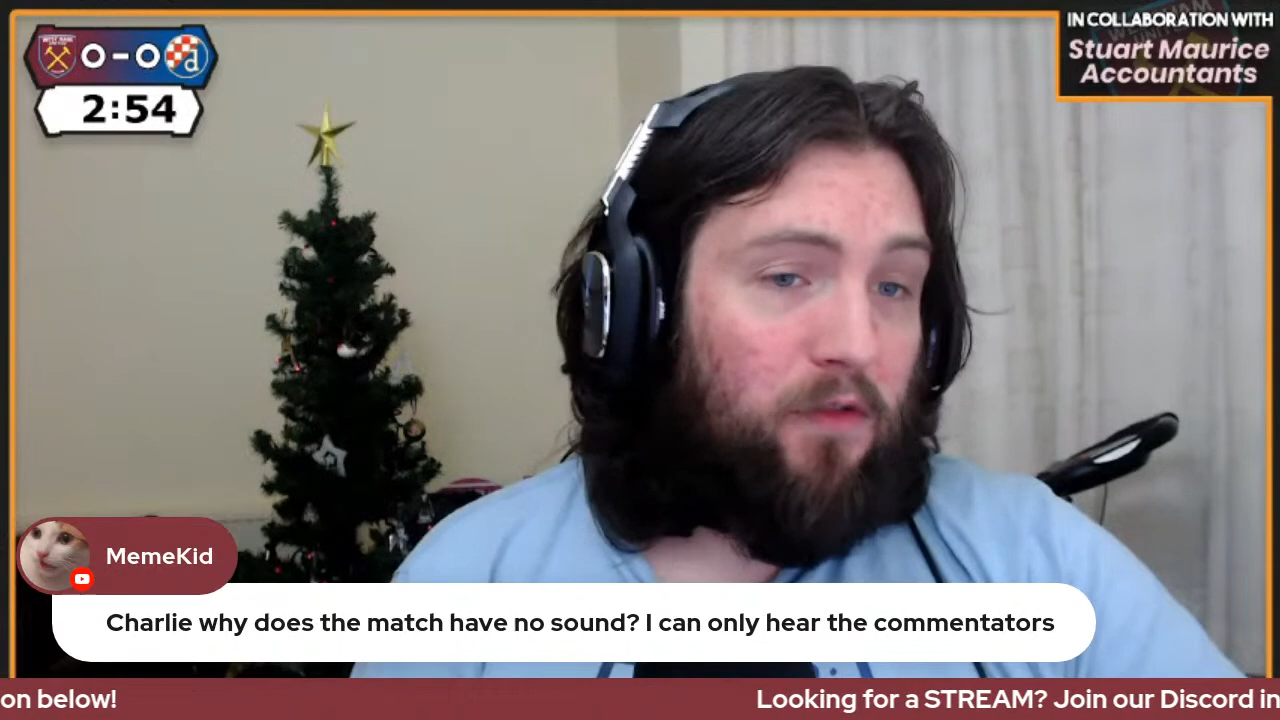 0-0
2:54
IN COLLABORATION WITH
Stuart Maurice
Accountants
MemeKid
Charlie why does the match have no sound? I can only hear the commentators
on below!
Looking for a STREAM? Join our Discord in